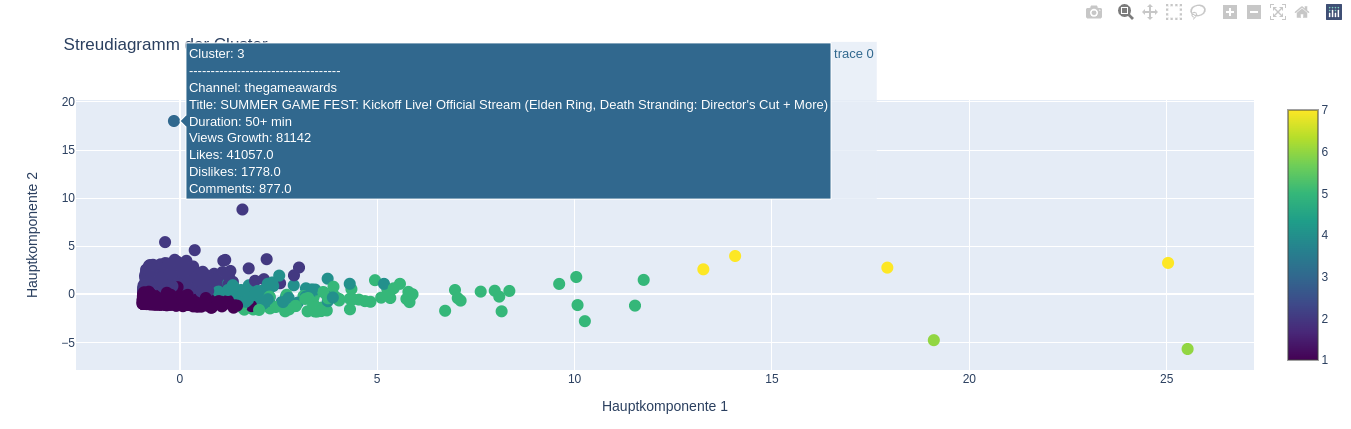 Streudiagramm der Cluster
Cluster: 3
-----------------------------------
Channel: thegameawards
Title: SUMMER GAME FEST: Kickoff Live! Official Stream (Elden Ring, Death Stranding: Director's Cut + More)
Duration: 50+ min
Views Growth: 81142
Likes: 41057.0
Dislikes: 1778.0
Comments: 877.0
trace 0
20
15
10
5
0
−5
Hauptkomponente 2
0
5
10
15
20
25
Hauptkomponente 1
7
6
5
4
3
2
1